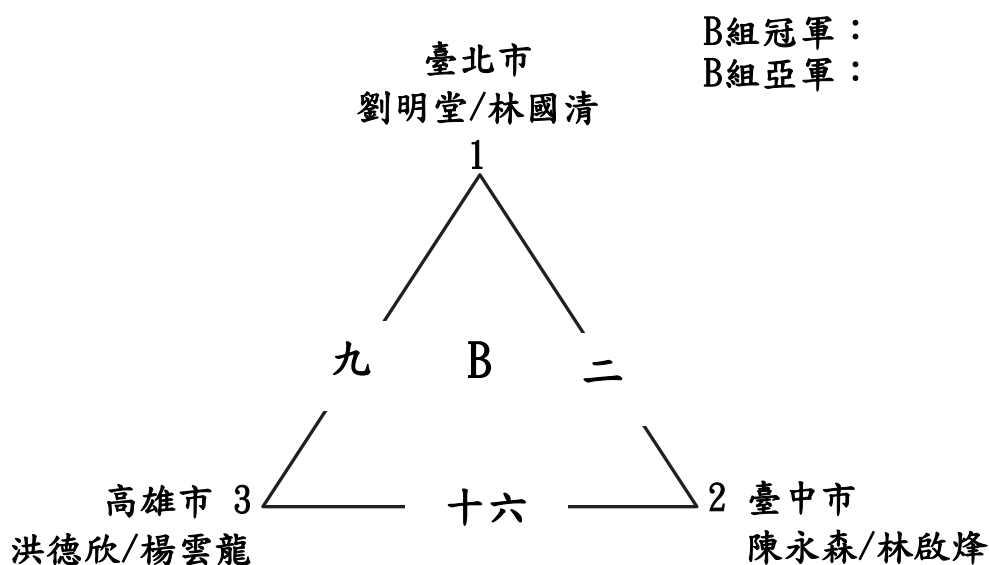 B組冠軍：
B組亞軍：
臺北市
劉明堂/林國清
1
九
B
二
高雄市 3
洪德欣/楊雲龍
十六
2 臺中市
陳永森/林啟烽